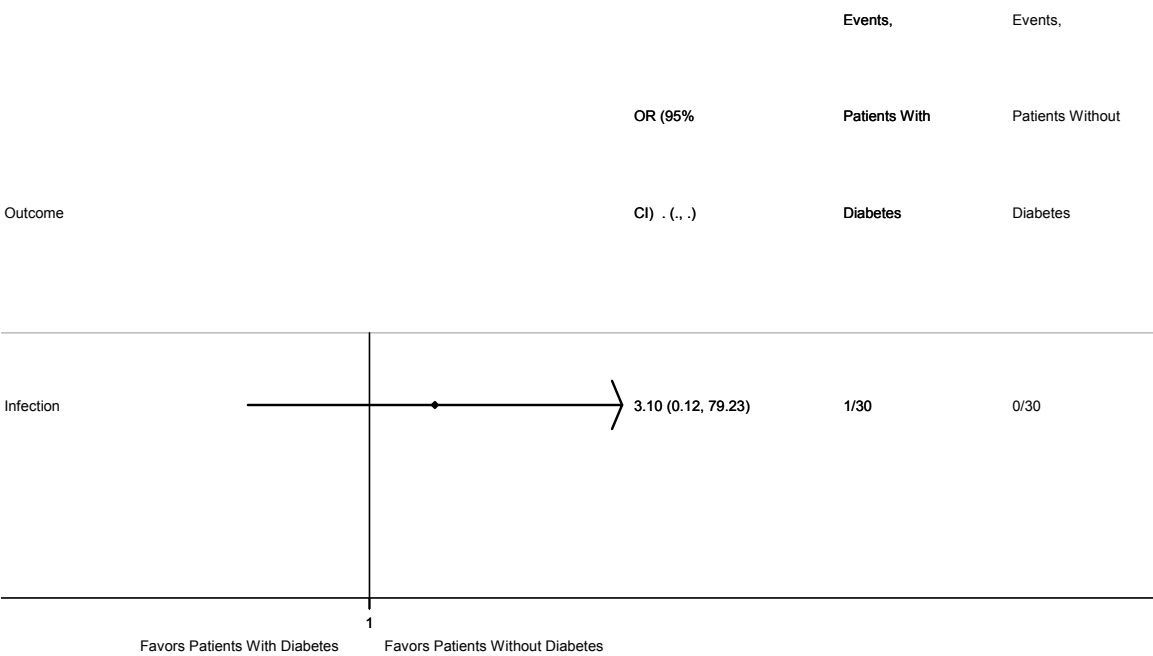 Events, Events,
OR (95% Patients With Patients Without
Outcome CI) . (., .) Diabetes Diabetes
Infection 3.10 (0.12, 79.23) 1/30 0/30
1
Favors Patients With Diabetes Favors Patients Without Diabetes